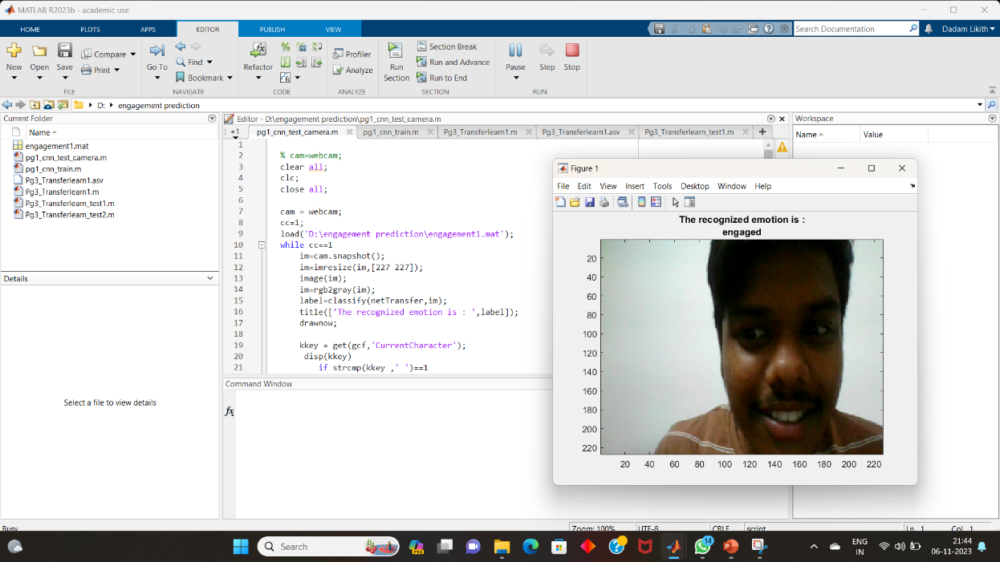 MATLAB R2023b - academic use
HOME PLOTS APPS EDITOR PUBLISH VIEW
Search Documentation
Dadam Likith
New Open Save
Compare
Print
Go To
Find
Bookmark
Refactor
Profiler
Analyze
Run Section
Section Break
Run and Advance
Run to End
Pause Step Stop
FILE NAVIGATE CODE ANALYZE SECTION RUN
D: engagement prediction
Current Folder
Name
engagement1.mat
pg1_cnn_test_camera.m
pg1_cnn_train.m
Pg3_Transferlearn1.asv
Pg3_Transferlearn1.m
Pg3_Transferlearn_test1.m
Pg3_Transferlearn_test2.m
Details
Select a file to view details
Editor - D:\engagement prediction\pg1_cnn_test_camera.m
+1 pg1_cnn_test_camera.m pg1_cnn_train.m Pg3_Transferlearn1.m Pg3_Transferlearn1.asv Pg3_Transferlearn_test1.m
1
2 % cam=webcam;
3 clear all;
4 clc;
5 close all;
6
7 cam = webcam;
8 cc=1;
9 load('D:\engagement prediction\engagement1.mat');
10 while cc==1
11 im=cam.snapshot();
12 im=imresize(im,[227 227]);
13 image(im);
14 im=rgb2gray(im);
15 label=classify(netTransfer,im);
16 title(['The recognized emotion is : ',label]);
17 drawnow;
18
19 kkey = get(gcf,'CurrentCharacter');
20 disp(kkey)
21 if strcmp(kkey ,' ')==1
Command Window
fx
Workspace
Name Value
Figure 1
File Edit View Insert Tools Desktop Window Help
The recognized emotion is :
engaged
20
40
60
80
100
120
140
160
180
200
220
20 40 60 80 100 120 140 160 180 200 220
Busy
Zoom: 100% UTF-8 CRLF script Ln 1 Col 1
Search
PRE
14
ENG
IN
21:44
06-11-2023